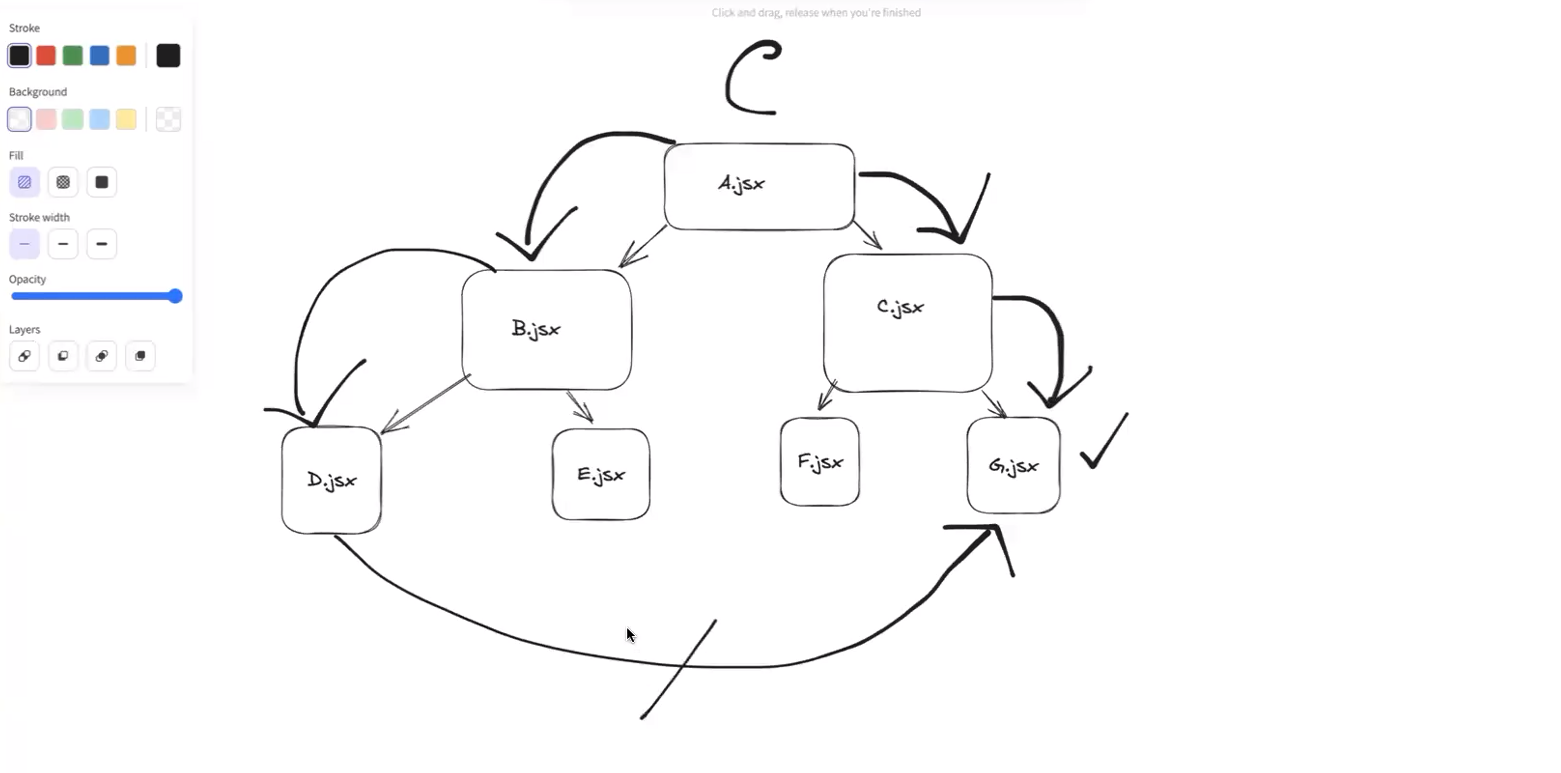 Click and drag, release when you're finished
Stroke
Background
Fill
Stroke width
Opacity
Layers
C
A.jsx
B.jsx
C.jsx
D.jsx
E.jsx
F.jsx
G.jsx